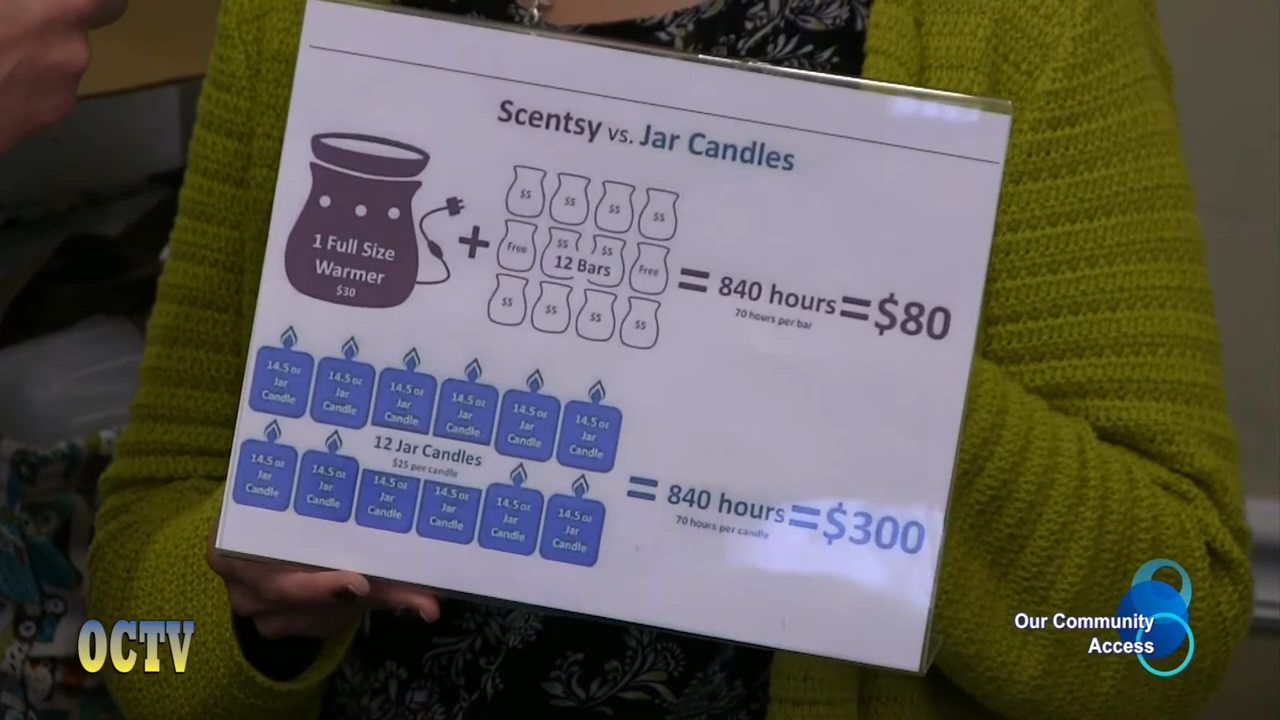 Scentsy vs. Jar Candles
1 Full Size
Warmer
$30
+
$$ $$ $$ $$
Free $$ $$ Free
12 Bars
$$ $$ $$ $$
= 840 hours = $80
70 hours per bar
14.5 oz
Jar
Candle
14.5 oz
Jar
Candle
14.5 oz
Jar
Candle
14.5 oz
Jar
Candle
14.5 oz
Jar
Candle
14.5 oz
Jar
Candle
12 Jar Candles
$25 per candle
14.5 oz
Jar
Candle
14.5 oz
Jar
Candle
14.5 oz
Jar
Candle
14.5 oz
Jar
Candle
14.5 oz
Jar
Candle
14.5 oz
Jar
Candle
= 840 hours = $300
70 hours per candle
OCTV
Our Community
Access